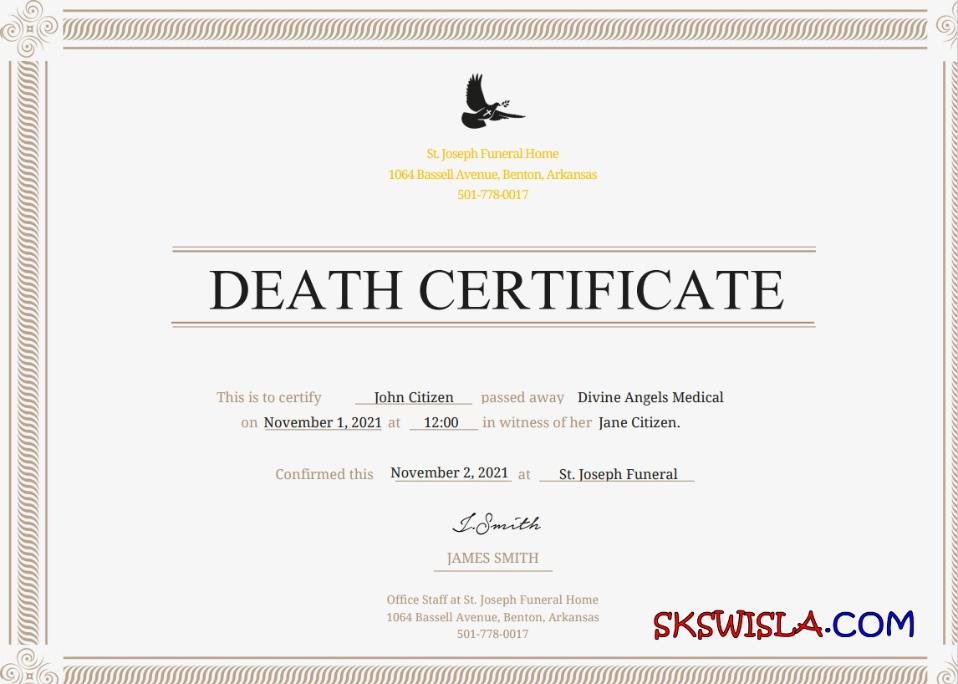 St. Joseph Funeral Home
1064 Bassell Avenue, Benton, Arkansas
501-778-0017
DEATH CERTIFICATE
This is to certify John Citizen passed away Divine Angels Medical
on November 1, 2021 at 12:00 in witness of her Jane Citizen.
Confirmed this November 2, 2021 at St. Joseph Funeral
J.Smith
JAMES SMITH
Office Staff at St. Joseph Funeral Home
1064 Bassell Avenue, Benton, Arkansas
501-778-0017
SKSWISLA.COM